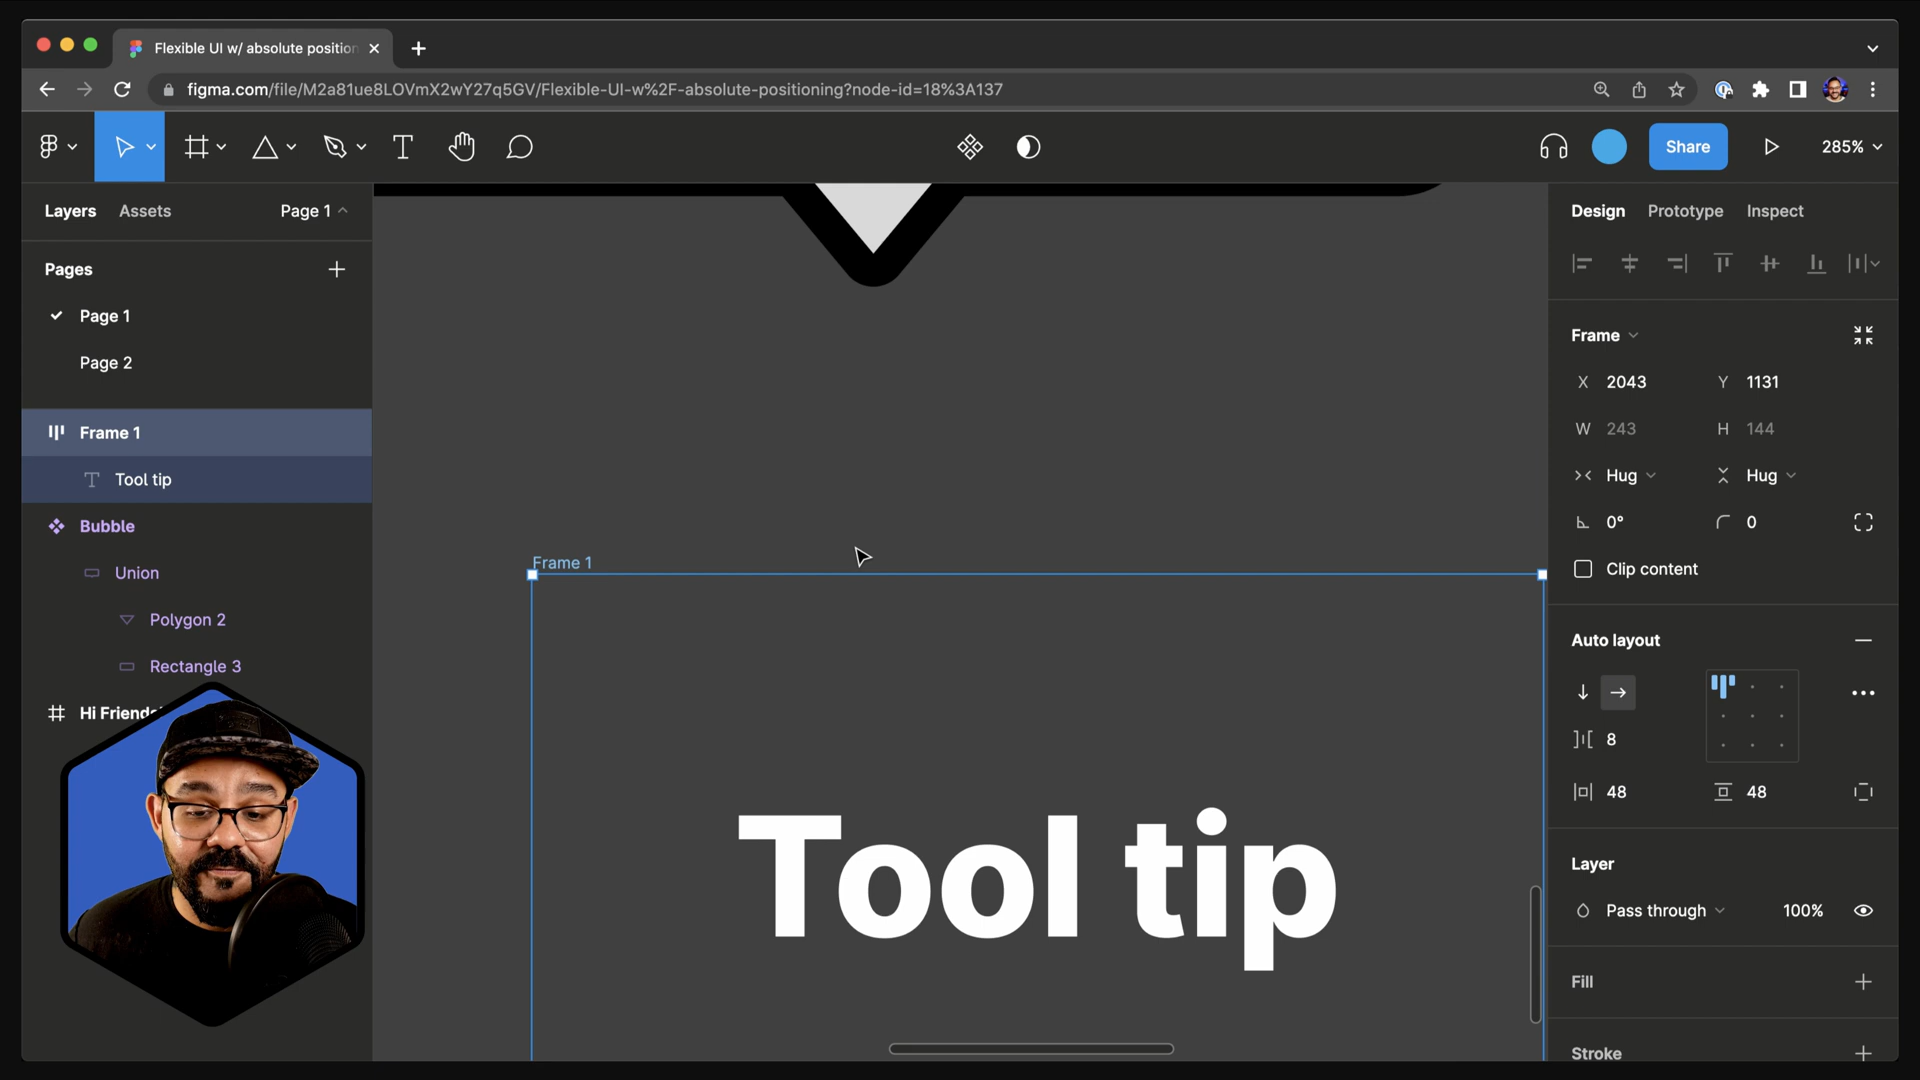 Flexible UI w/ absolute position
figma.com/file/M2a81ue8LOVmX2wY27q5GV/Flexible-UI-w%2F-absolute-positioning?node-id=18%3A137
Share
285%
Layers Assets Page 1
Design Prototype Inspect
Pages
Page 1
Page 2
Frame 1
Tool tip
Bubble
Union
Polygon 2
Rectangle 3
Hi Friends
Frame 1
Tool tip
Frame
X 2043 Y 1131
W 243 H 144
Hug Hug
0° 0
Clip content
Auto layout
8
48 48
Layer
Pass through 100%
Fill
Stroke